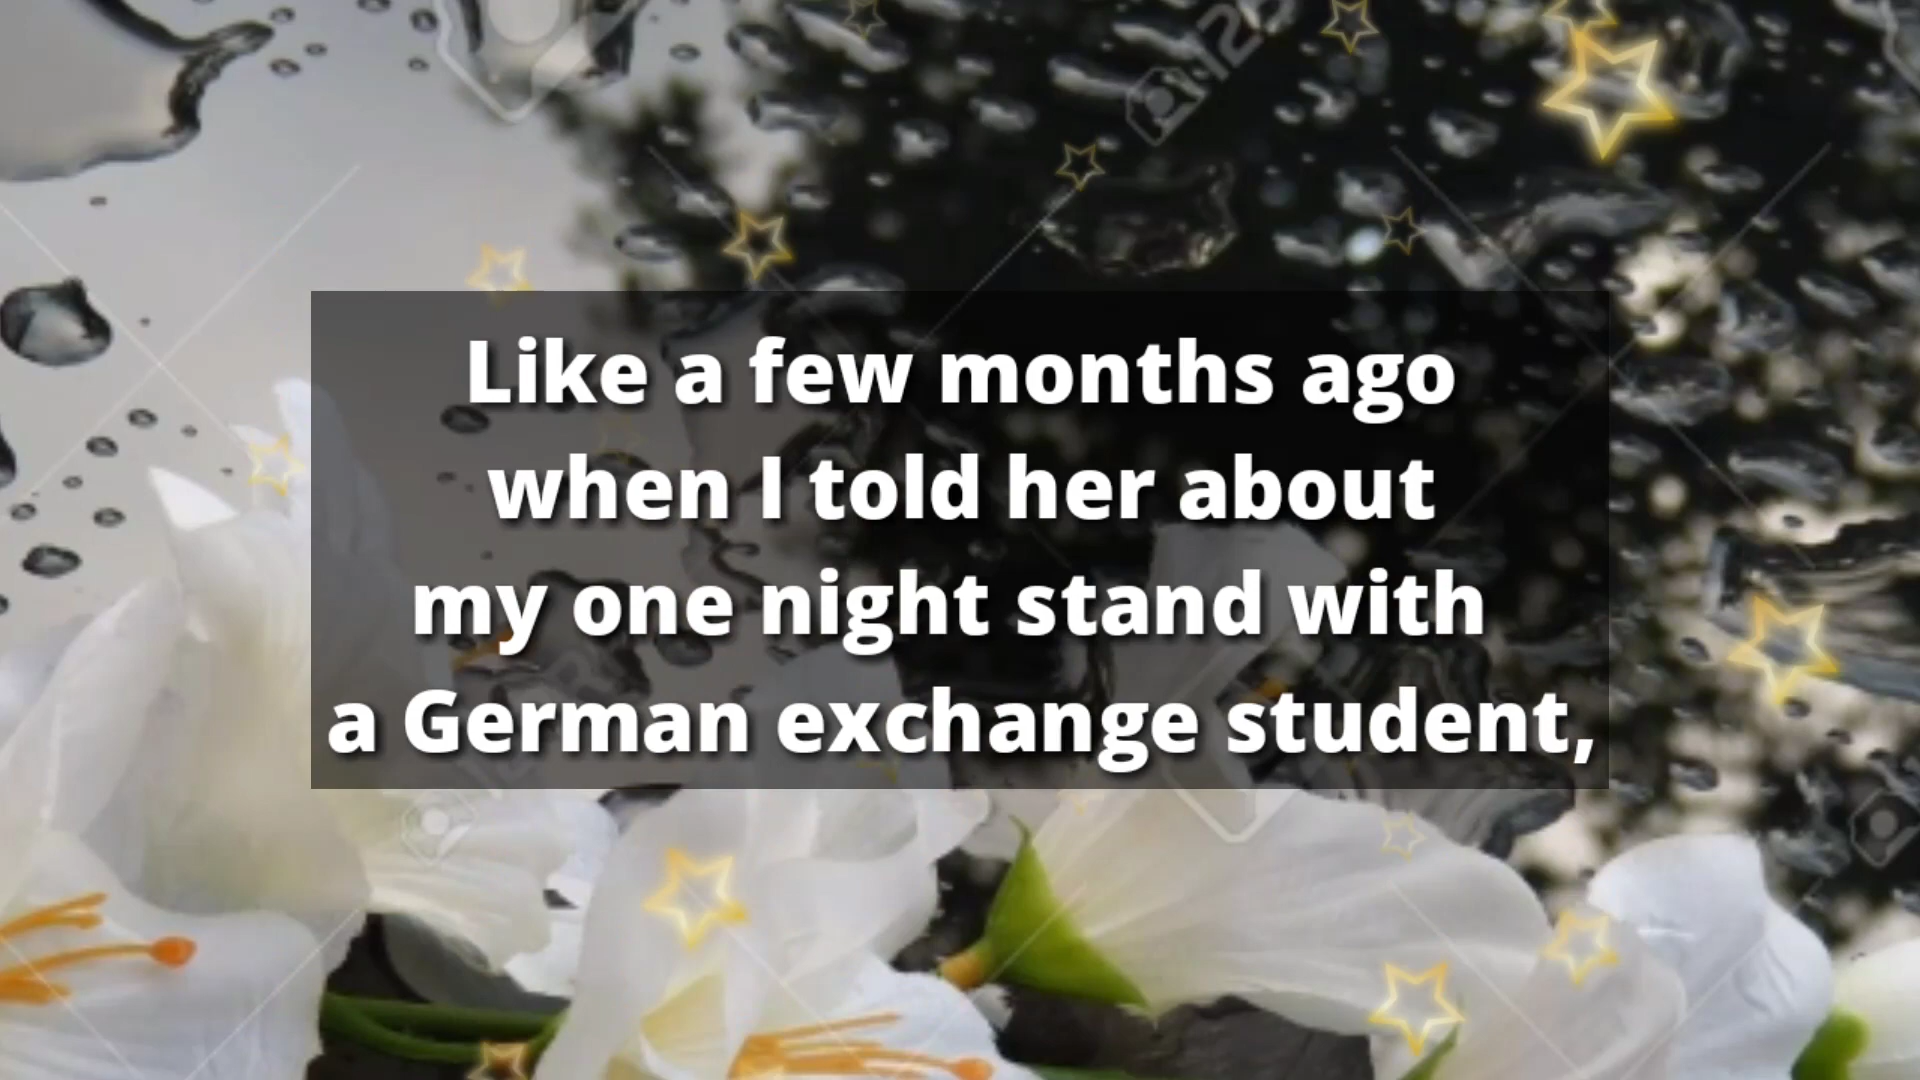 Like a few months ago
when I told her about
my one night stand with
a German exchange student,